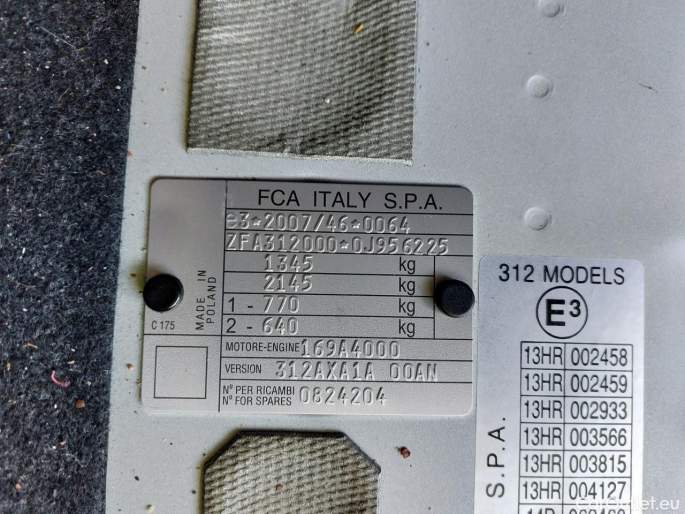 FCA ITALY S.P.A.
e3*2007/46*0064
ZFA312000*0J956225
1345 kg
2145 kg
1 - 770 kg
2 - 640 kg
MADE IN
POLAND
C 175
MOTORE-ENGINE 169A4000
VERSION 312AXA1A 00AN
N° PER RICAMBI
N° FOR SPARES 0824204
312 MODELS
E3
13HR 002458
13HR 002459
13HR 002933
13HR 003566
13HR 003815
13HR 004127
S.P.A.